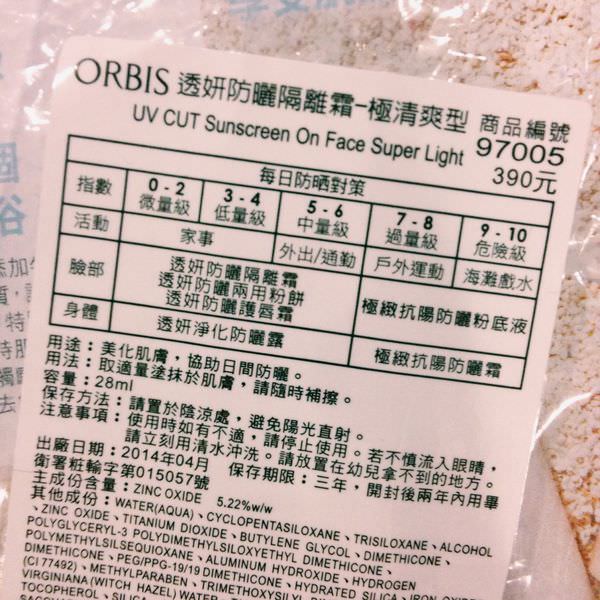 ORBIS 透妍防曬隔離霜-極清爽型 商品編號
UV CUT Sunscreen On Face Super Light 97005
每日防晒對策 390元
指數 0-2 微量級 3-4 低量級 5-6 中量級 7-8 過量級 9-10 危險級
活動 家事 外出/通勤 戶外運動 海灘戲水
臉部 透妍防曬隔離霜
透妍防曬兩用粉餅
透妍防曬護唇霜 極緻抗陽防曬粉底液
身體 透妍淨化防曬露 極緻抗陽防曬霜
用途：美化肌膚，協助日間防曬。
用法：取適量塗抹於肌膚，請隨時補擦。
容量：28ml
保存方法：請置於陰涼處，避免陽光直射。
注意事項：使用時如有不適，請停止使用。若不慎流入眼睛，
請立刻用清水沖洗。請放置在幼兒拿不到的地方。
出廠日期：2014年04月 保存期限：三年，開封後兩年內用畢
衛署粧輸字第015057號
主成份含量：ZINC OXIDE 5.22%w/w
其他成份：WATER(AQUA)、CYCLOPENTASILOXANE、TRISILOXANE、ALCOHOL
、ZINC OXIDE、TITANIUM DIOXIDE、BUTYLENE GLYCOL、DIMETHICONE、
POLYGLYCERYL-3 POLYDIMETHYLSILOXYETHYL DIMETHICONE、
POLYMETHYLSILSEQUIOXANE、ALUMINUM HYDROXIDE、HYDROGEN
DIMETHICONE、PEG/PPG-19/19 DIMETHICONE、HYDRATED SILICA、IRON
(CI 77492)、METHYLPARABEN、TRIMETHOXYSILYL
VIRGINIANA (WITCH HAZEL) WATER
TOCOPHEROL、SILICA